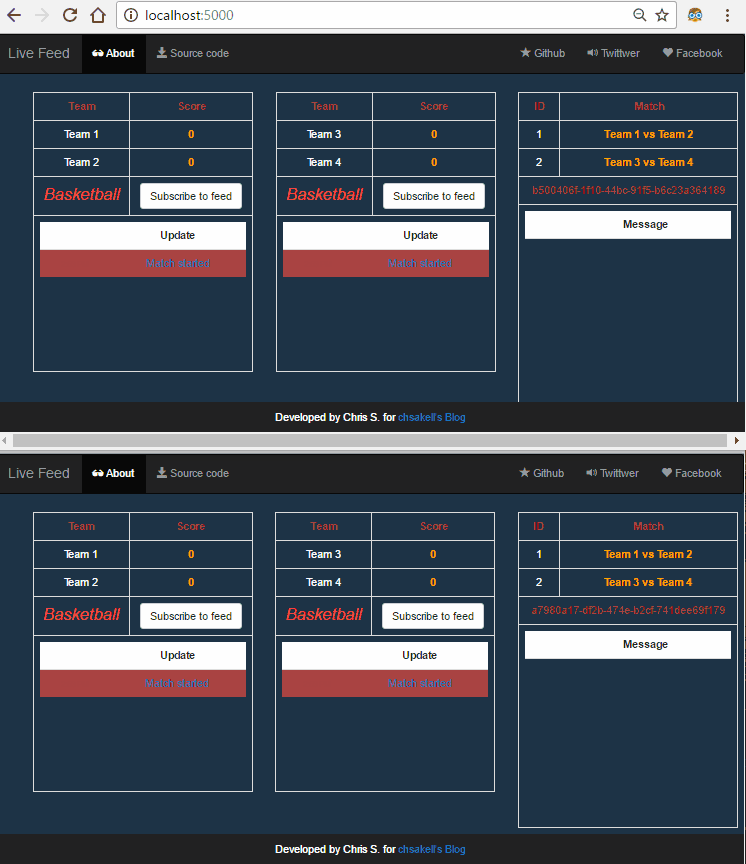 localhost:5000
Live Feed About Source code Github Twittwer Facebook
Team Score Team Score ID Match
Team 1 0 Team 3 0 1 Team 1 vs Team 2
Team 2 0 Team 4 0 2 Team 3 vs Team 4
Basketball Subscribe to feed Basketball Subscribe to feed b500406f-1f10-44bc-91f5-b6c23a364189
Update Update Message
Match started Match started
Developed by Chris S. for chsakell's Blog
Live Feed About Source code Github Twittwer Facebook
Team Score Team Score ID Match
Team 1 0 Team 3 0 1 Team 1 vs Team 2
Team 2 0 Team 4 0 2 Team 3 vs Team 4
Basketball Subscribe to feed Basketball Subscribe to feed a7980a17-df2b-474e-b2cf-741dee69f179
Update Update Message
Match started Match started
Developed by Chris S. for chsakell's Blog